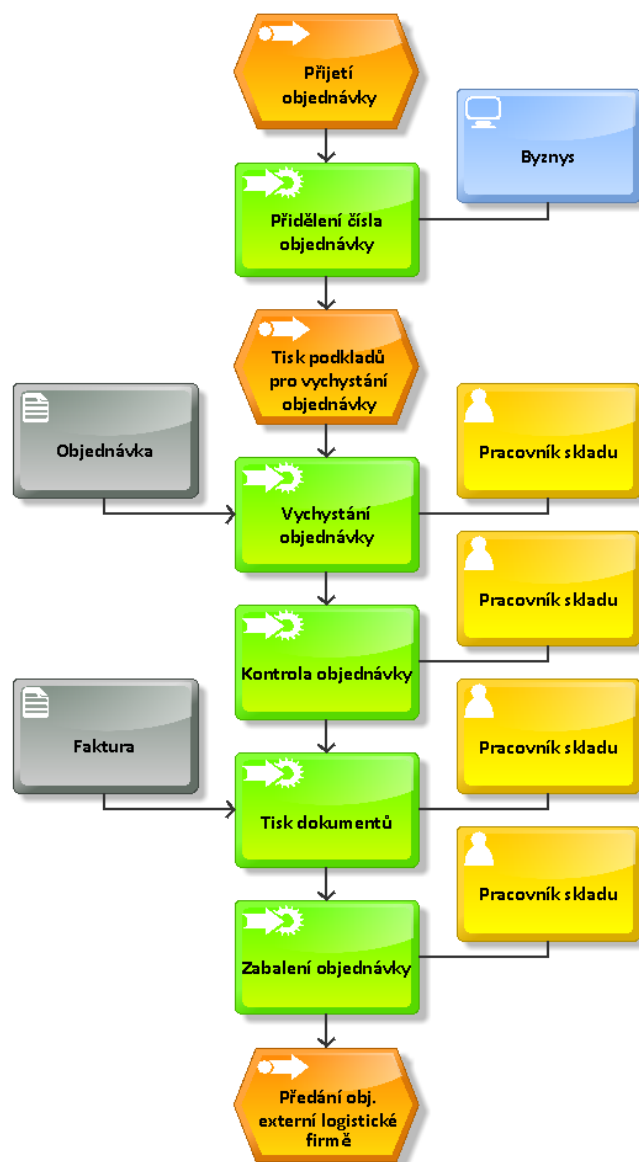 Přijetí
objednávky
Byznys
Přidělení čísla
objednávky
Tisk podkladů
pro vychystání
objednávky
Objednávka
Pracovník skladu
Vychystání
objednávky
Pracovník skladu
Kontrola objednávky
Faktura
Pracovník skladu
Tisk dokumentů
Pracovník skladu
Zabalení objednávky
Předání obj.
externí logistické
firmě